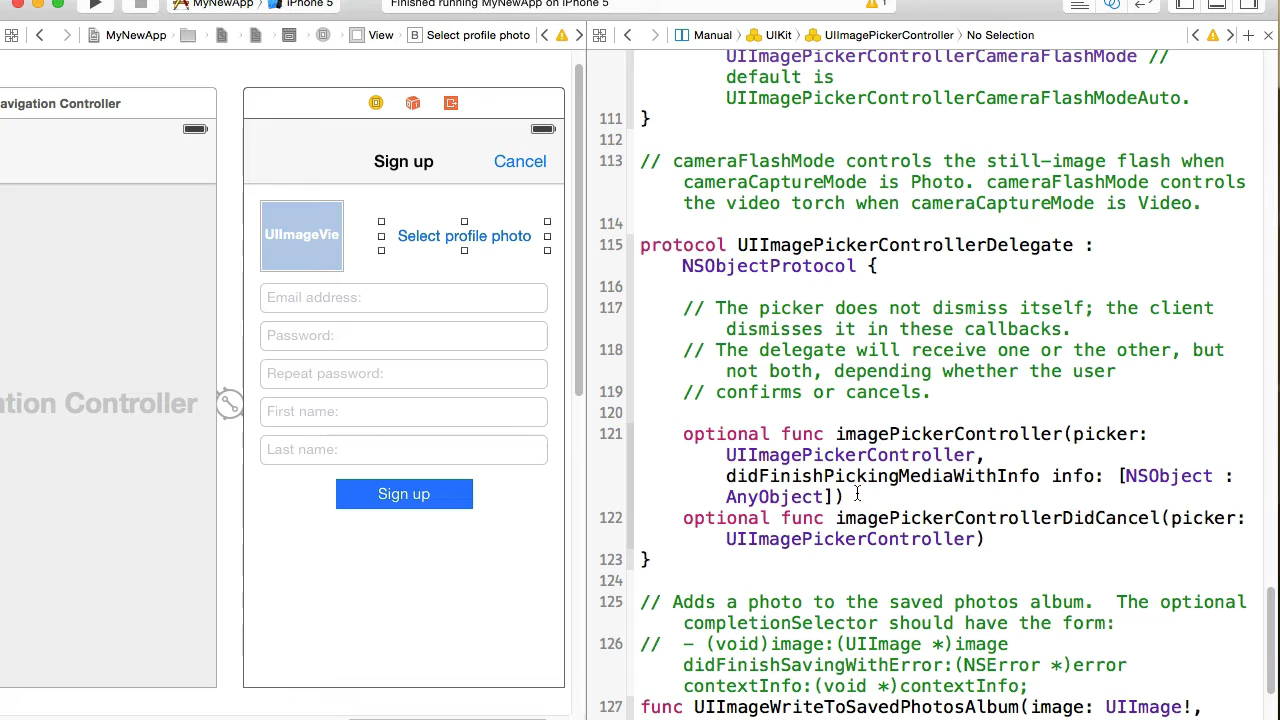 MyNewApp iPhone 5
Finished running MyNewApp on iPhone 5
1
MyNewApp
View
B
Select profile photo
Manual
UIKit
UIImagePickerController
No Selection
avigation Controller
Sign up
Cancel
UIImageVie
Select profile photo
Email address:
Password:
Repeat password:
First name:
Last name:
Sign up
tion Controller
UIImagePickerControllerCameraFlashMode //
default is
UIImagePickerControllerCameraFlashModeAuto.
111 }
112
113 // cameraFlashMode controls the still-image flash when
cameraCaptureMode is Photo. cameraFlashMode controls
the video torch when cameraCaptureMode is Video.
114
115 protocol UIImagePickerControllerDelegate :
NSObjectProtocol {
116
117 // The picker does not dismiss itself; the client
dismisses it in these callbacks.
118 // The delegate will receive one or the other, but
not both, depending whether the user
119 // confirms or cancels.
120
121 optional func imagePickerController(picker:
UIImagePickerController,
didFinishPickingMediaWithInfo info: [NSObject :
AnyObject])
122 optional func imagePickerControllerDidCancel(picker:
UIImagePickerController)
123 }
124
125 // Adds a photo to the saved photos album.  The optional
completionSelector should have the form:
126 //  - (void)image:(UIImage *)image
didFinishSavingWithError:(NSError *)error
contextInfo:(void *)contextInfo;
127 func UIImageWriteToSavedPhotosAlbum(image: UIImage!,